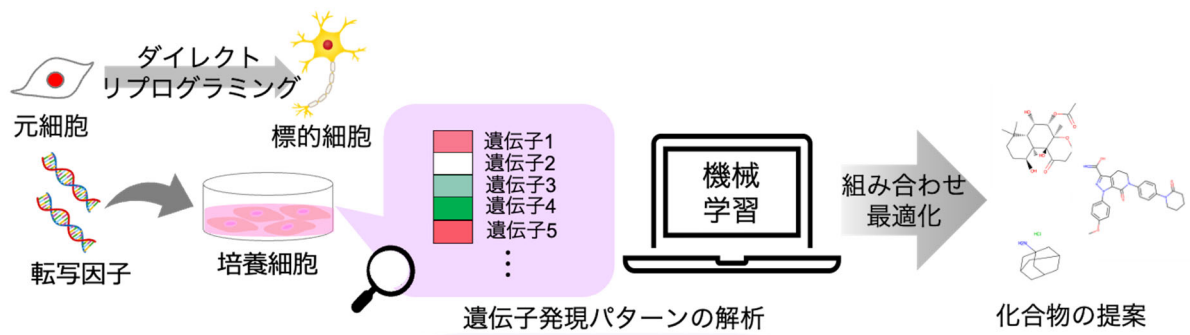 ダイレクト
リプログラミング
元細胞
標的細胞
転写因子
培養細胞
遺伝子1
遺伝子2
遺伝子3
遺伝子4
遺伝子5
⋮
遺伝子発現パターンの解析
機械
学習
組み合わせ
最適化
化合物の提案